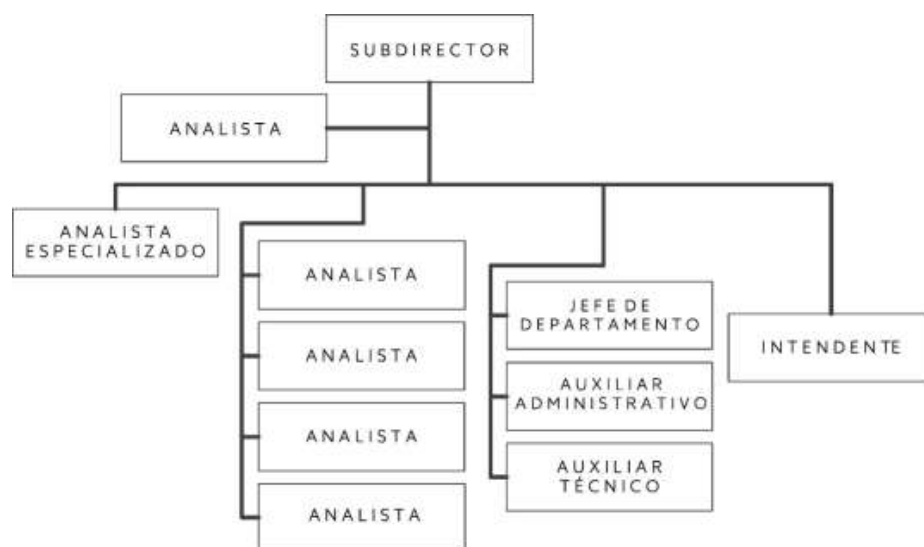 SUBDIRECTOR
ANALISTA
ANALISTA
ESPECIALIZADO
ANALISTA
ANALISTA
ANALISTA
ANALISTA
JEFE DE
DEPARTAMENTO
AUXILIAR
ADMINISTRATIVO
AUXILIAR
TÉCNICO
INTENDENTE